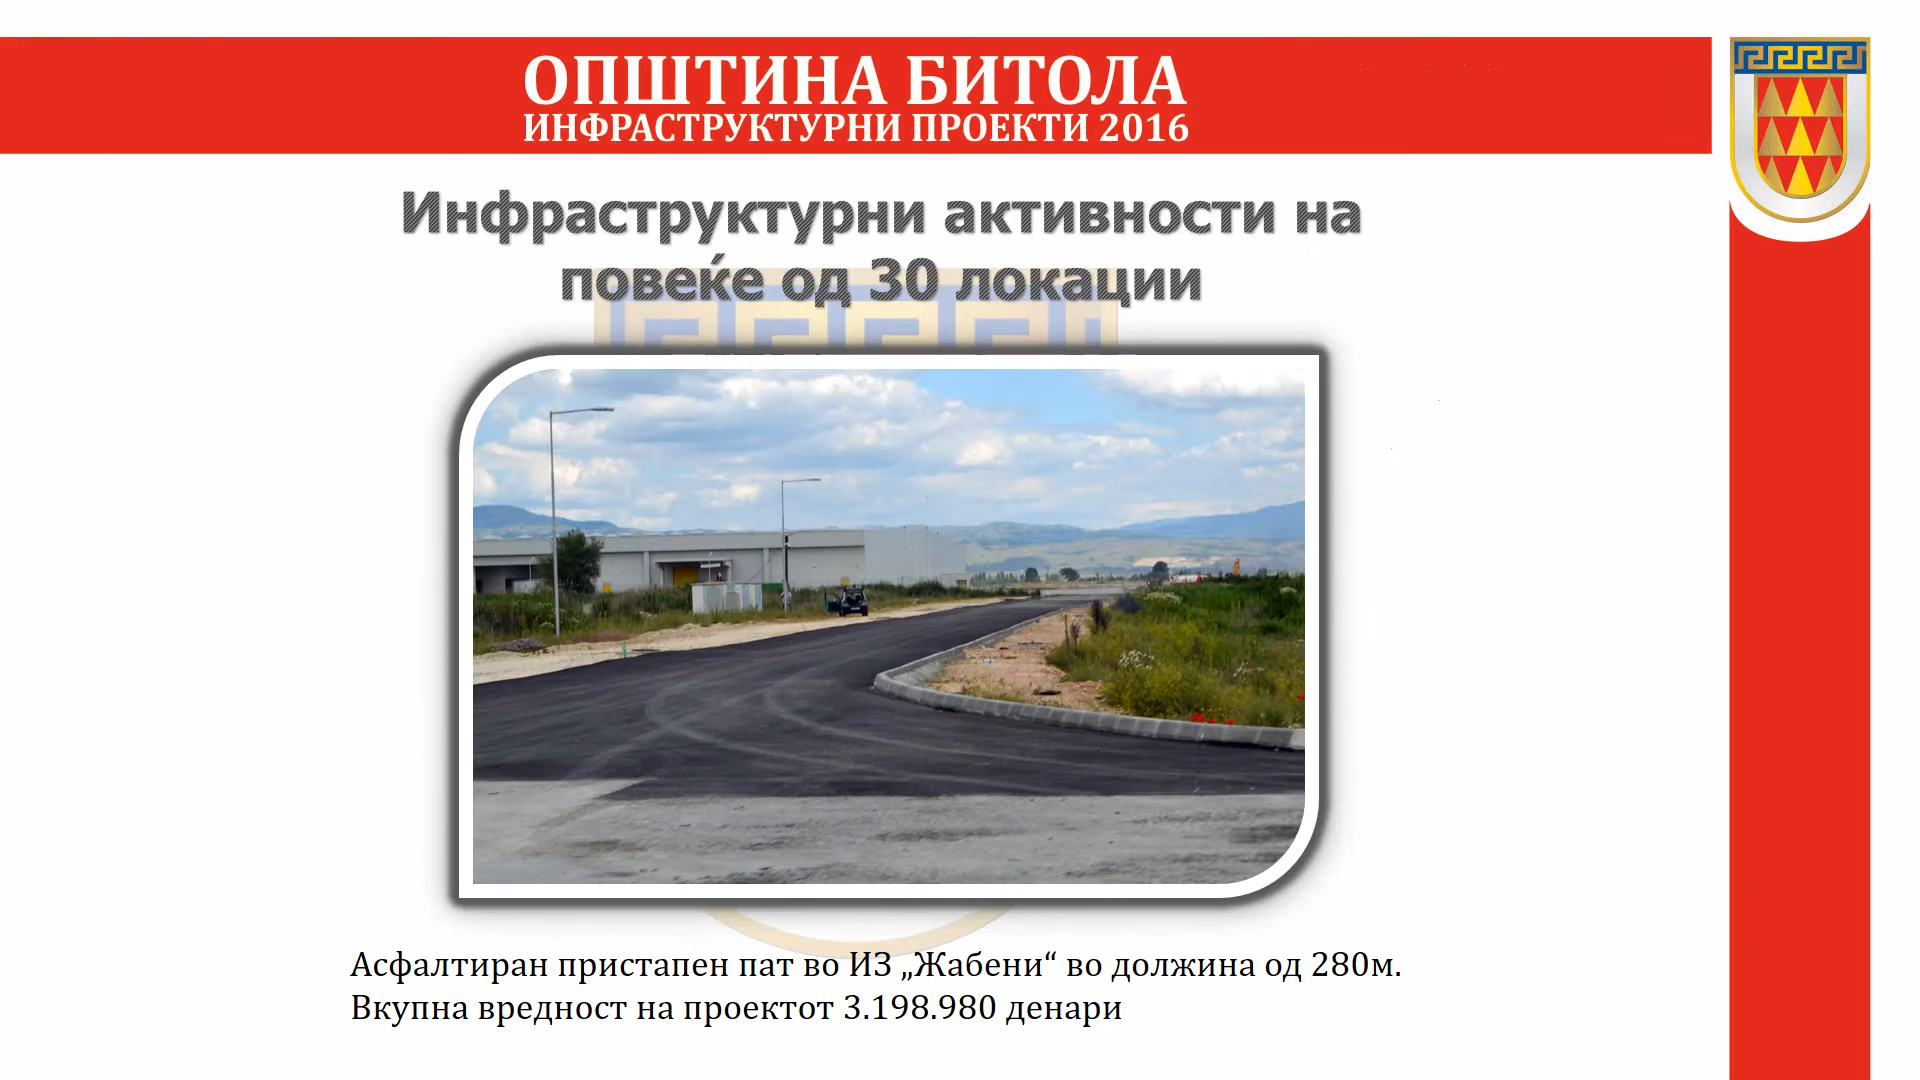 ОПШТИНА БИТОЛА
ИНФРАСТРУКТУРНИ ПРОЕКТИ 2016
Инфраструктурни активности на
повеќе од 30 локации
Асфалтиран пристапен пат во ИЗ „Жабени“ во должина од 280м.
Вкупна вредност на проектот 3.198.980 денари